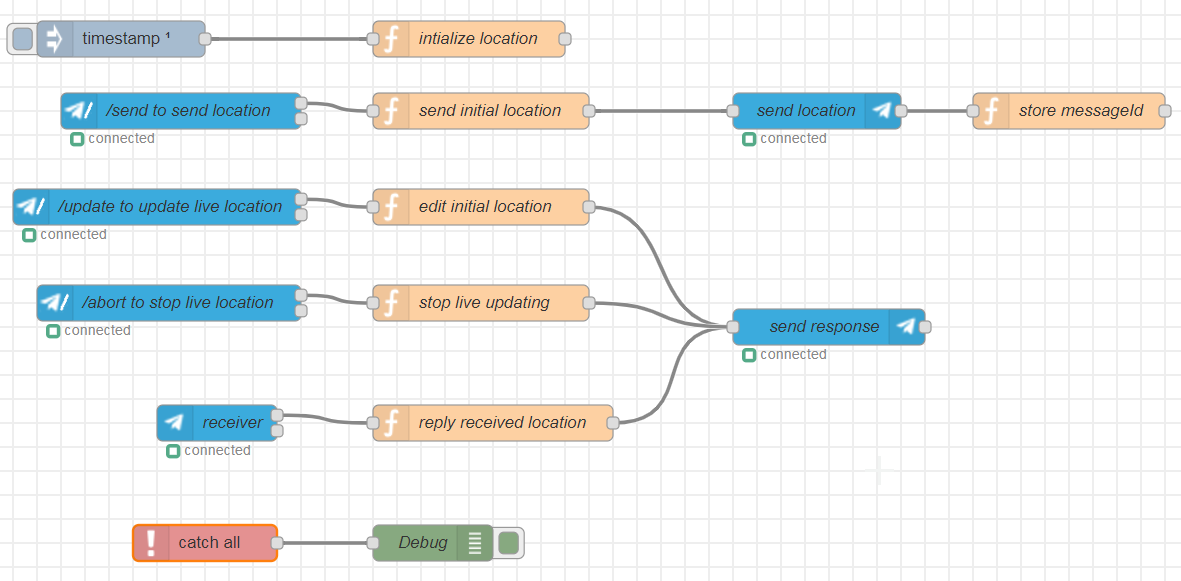 timestamp ¹
intialize location
/send to send location
send initial location
send location
store messageId
connected
connected
/update to update live location
edit initial location
connected
/abort to stop live location
stop live updating
connected
send response
connected
receiver
reply received location
connected
catch all
Debug